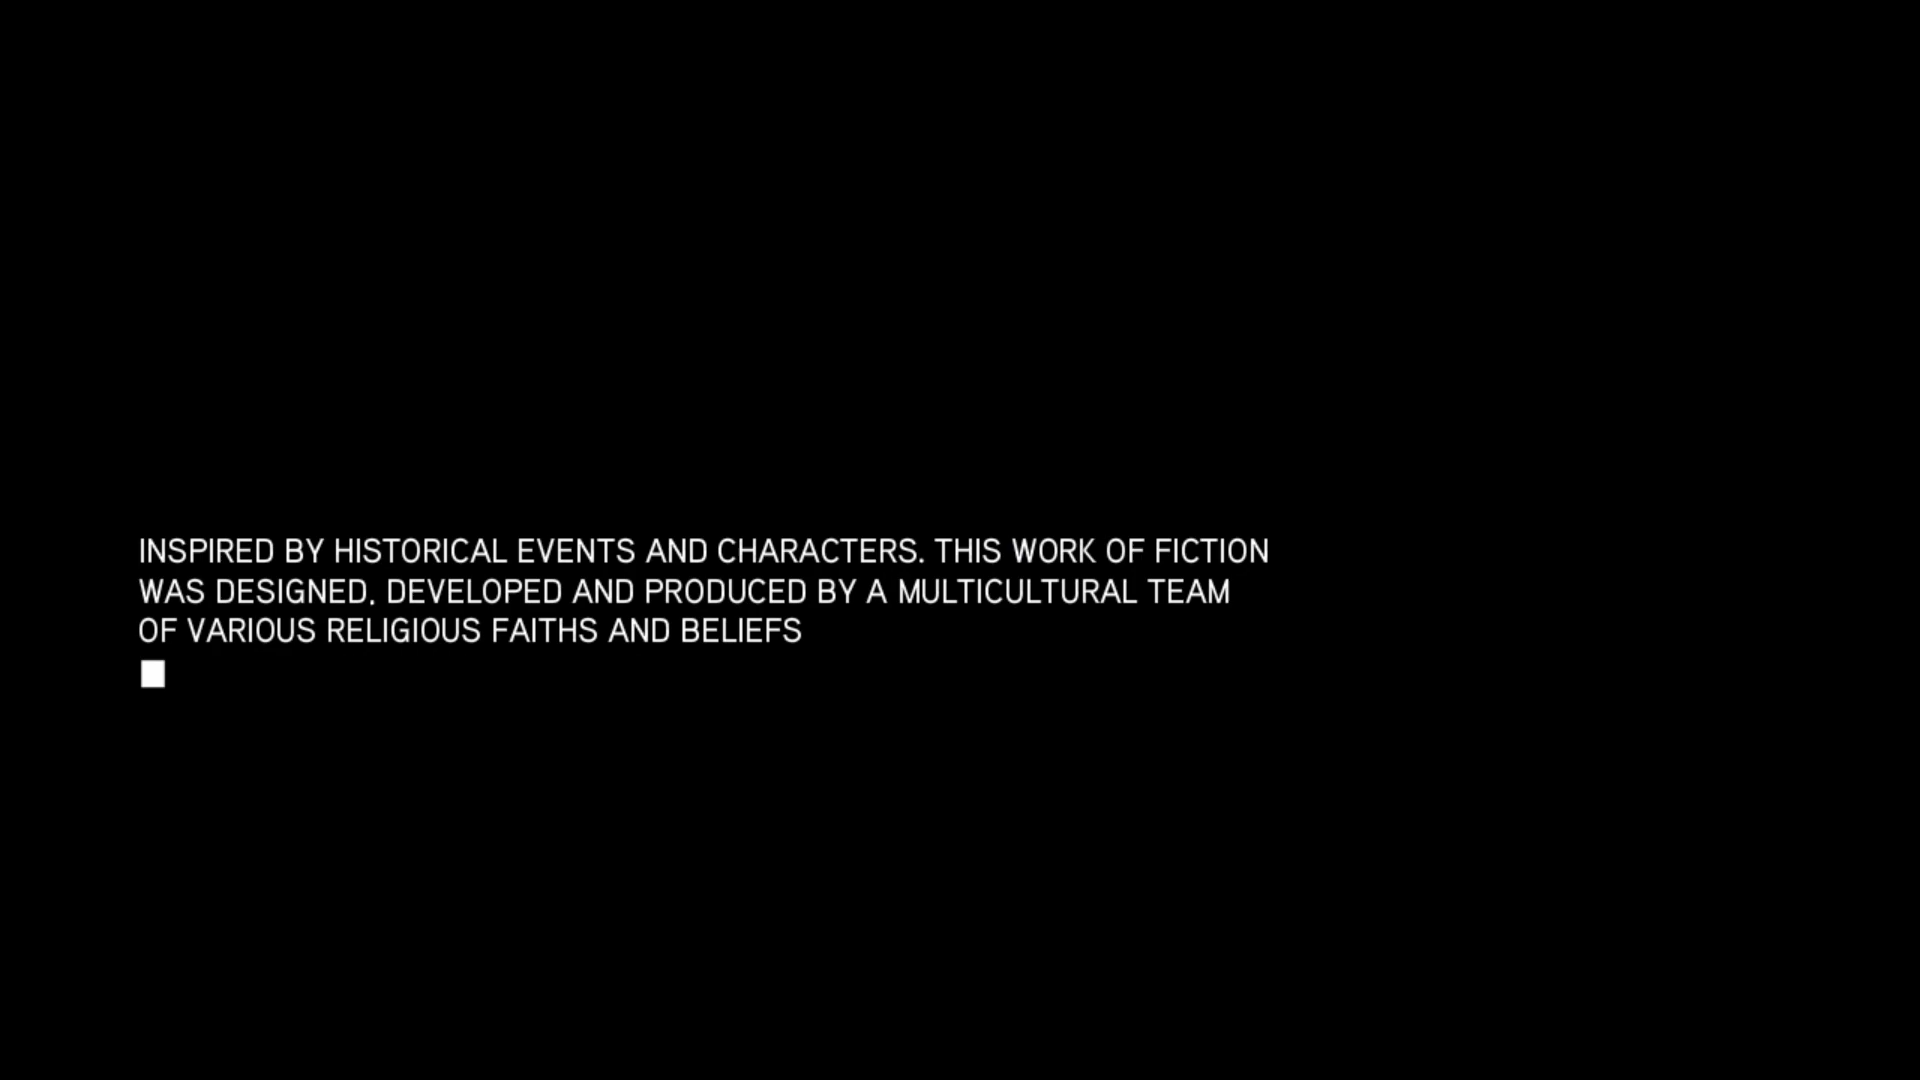 INSPIRED BY HISTORICAL EVENTS AND CHARACTERS. THIS WORK OF FICTION
WAS DESIGNED, DEVELOPED AND PRODUCED BY A MULTICULTURAL TEAM
OF VARIOUS RELIGIOUS FAITHS AND BELIEFS